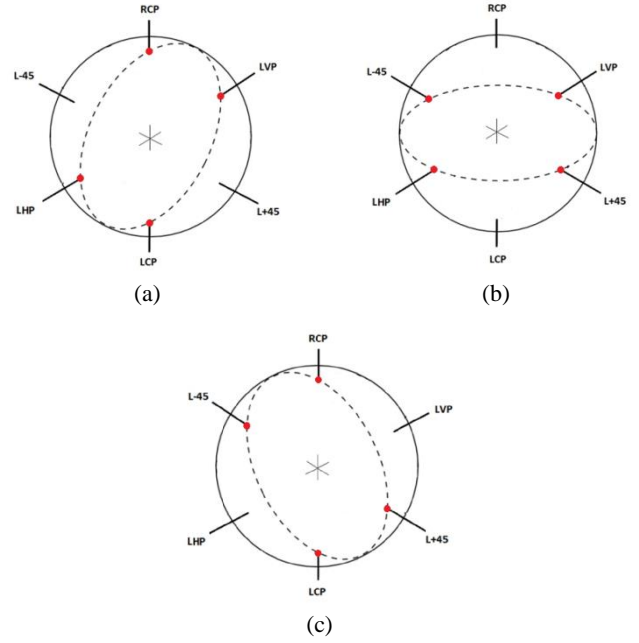 RCP
LVP
L-45
LHP
L+45
LCP
(a)
RCP
L-45
LVP
LHP
L+45
LCP
(b)
RCP
L-45
LVP
LHP
L+45
LCP
(c)